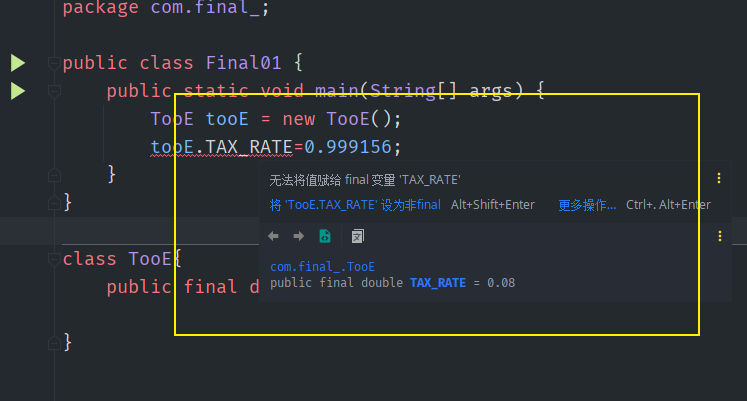 package com.final_;
public class Final01 {
public static void main(String[] args) {
TooE tooE = new TooE();
tooE.TAX_RATE=0.999156;
}
}
无法将值赋给 final 变量 'TAX_RATE'
将 'TooE.TAX_RATE' 设为非final Alt+Shift+Enter 更多操作... Ctrl+. Alt+Enter
class TooE{
com.final_.TooE
public final d
public final double TAX_RATE = 0.08
}